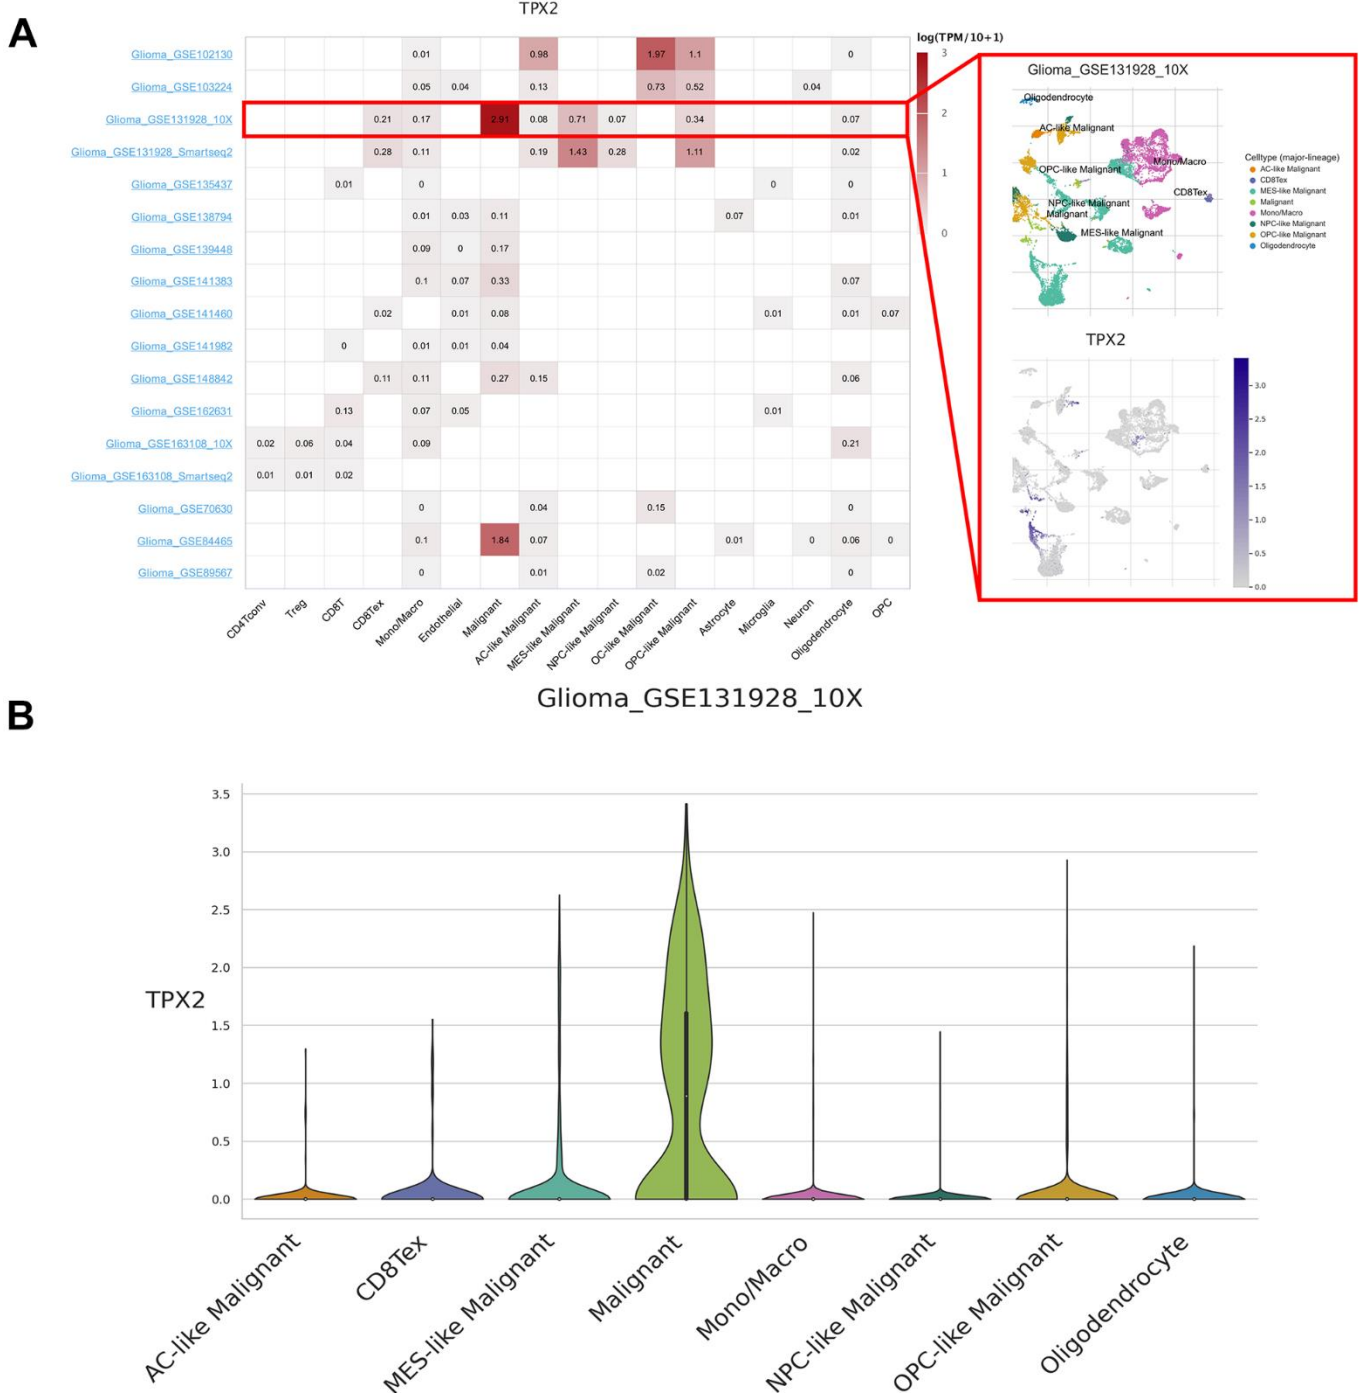 TPX2
A
log(TPM/10+1)
3
2
1
0
Glioma_GSE102130 0.01 0.98 1.97 1.1 0
Glioma_GSE103224 0.05 0.04 0.13 0.73 0.52 0.04
Glioma_GSE131928_10X 0.21 0.17 2.91 0.08 0.71 0.07 0.34 0.07
Glioma_GSE131928_Smartseq2 0.28 0.11 0.19 1.43 0.28 1.11 0.02
Glioma_GSE135437 0.01 0 0 0
Glioma_GSE138794 0.01 0.03 0.11 0.07 0.01
Glioma_GSE139448 0.09 0 0.17
Glioma_GSE141383 0.1 0.07 0.33 0.07
Glioma_GSE141460 0.02 0.01 0.08 0.01 0.01 0.07
Glioma_GSE141982 0 0.01 0.01 0.04
Glioma_GSE148842 0.11 0.11 0.27 0.15 0.06
Glioma_GSE162631 0.13 0.07 0.05 0.01
Glioma_GSE163108_10X 0.02 0.06 0.04 0.09 0.21
Glioma_GSE163108_Smartseq2 0.01 0.01 0.02
Glioma_GSE70630 0 0.04 0.15 0
Glioma_GSE84465 0.1 1.84 0.07 0.01 0 0.06 0
Glioma_GSE89567 0 0.01 0.02 0
CD4Tconv
Treg
CD8T
CD8Tex
Mono/Macro
Endothelial
Malignant
AC-like Malignant
MES-like Malignant
NPC-like Malignant
OC-like Malignant
OPC-like Malignant
Astrocyte
Microglia
Neuron
Oligodendrocyte
OPC
Glioma_GSE131928_10X
Oligodendrocyte
AC-like Malignant
Mono/Macro
OPC-like Malignant
CD8Tex
NPC-like Malignant
Malignant
MES-like Malignant
Celltype (major-lineage)
AC-like Malignant
CD8Tex
MES-like Malignant
Malignant
Mono/Macro
NPC-like Malignant
OPC-like Malignant
Oligodendrocyte
TPX2
3.0
2.5
2.0
1.5
1.0
0.5
0.0
B
Glioma_GSE131928_10X
TPX2
3.5
3.0
2.5
2.0
1.5
1.0
0.5
0.0
AC-like Malignant
CD8Tex
MES-like Malignant
Malignant
Mono/Macro
NPC-like Malignant
OPC-like Malignant
Oligodendrocyte